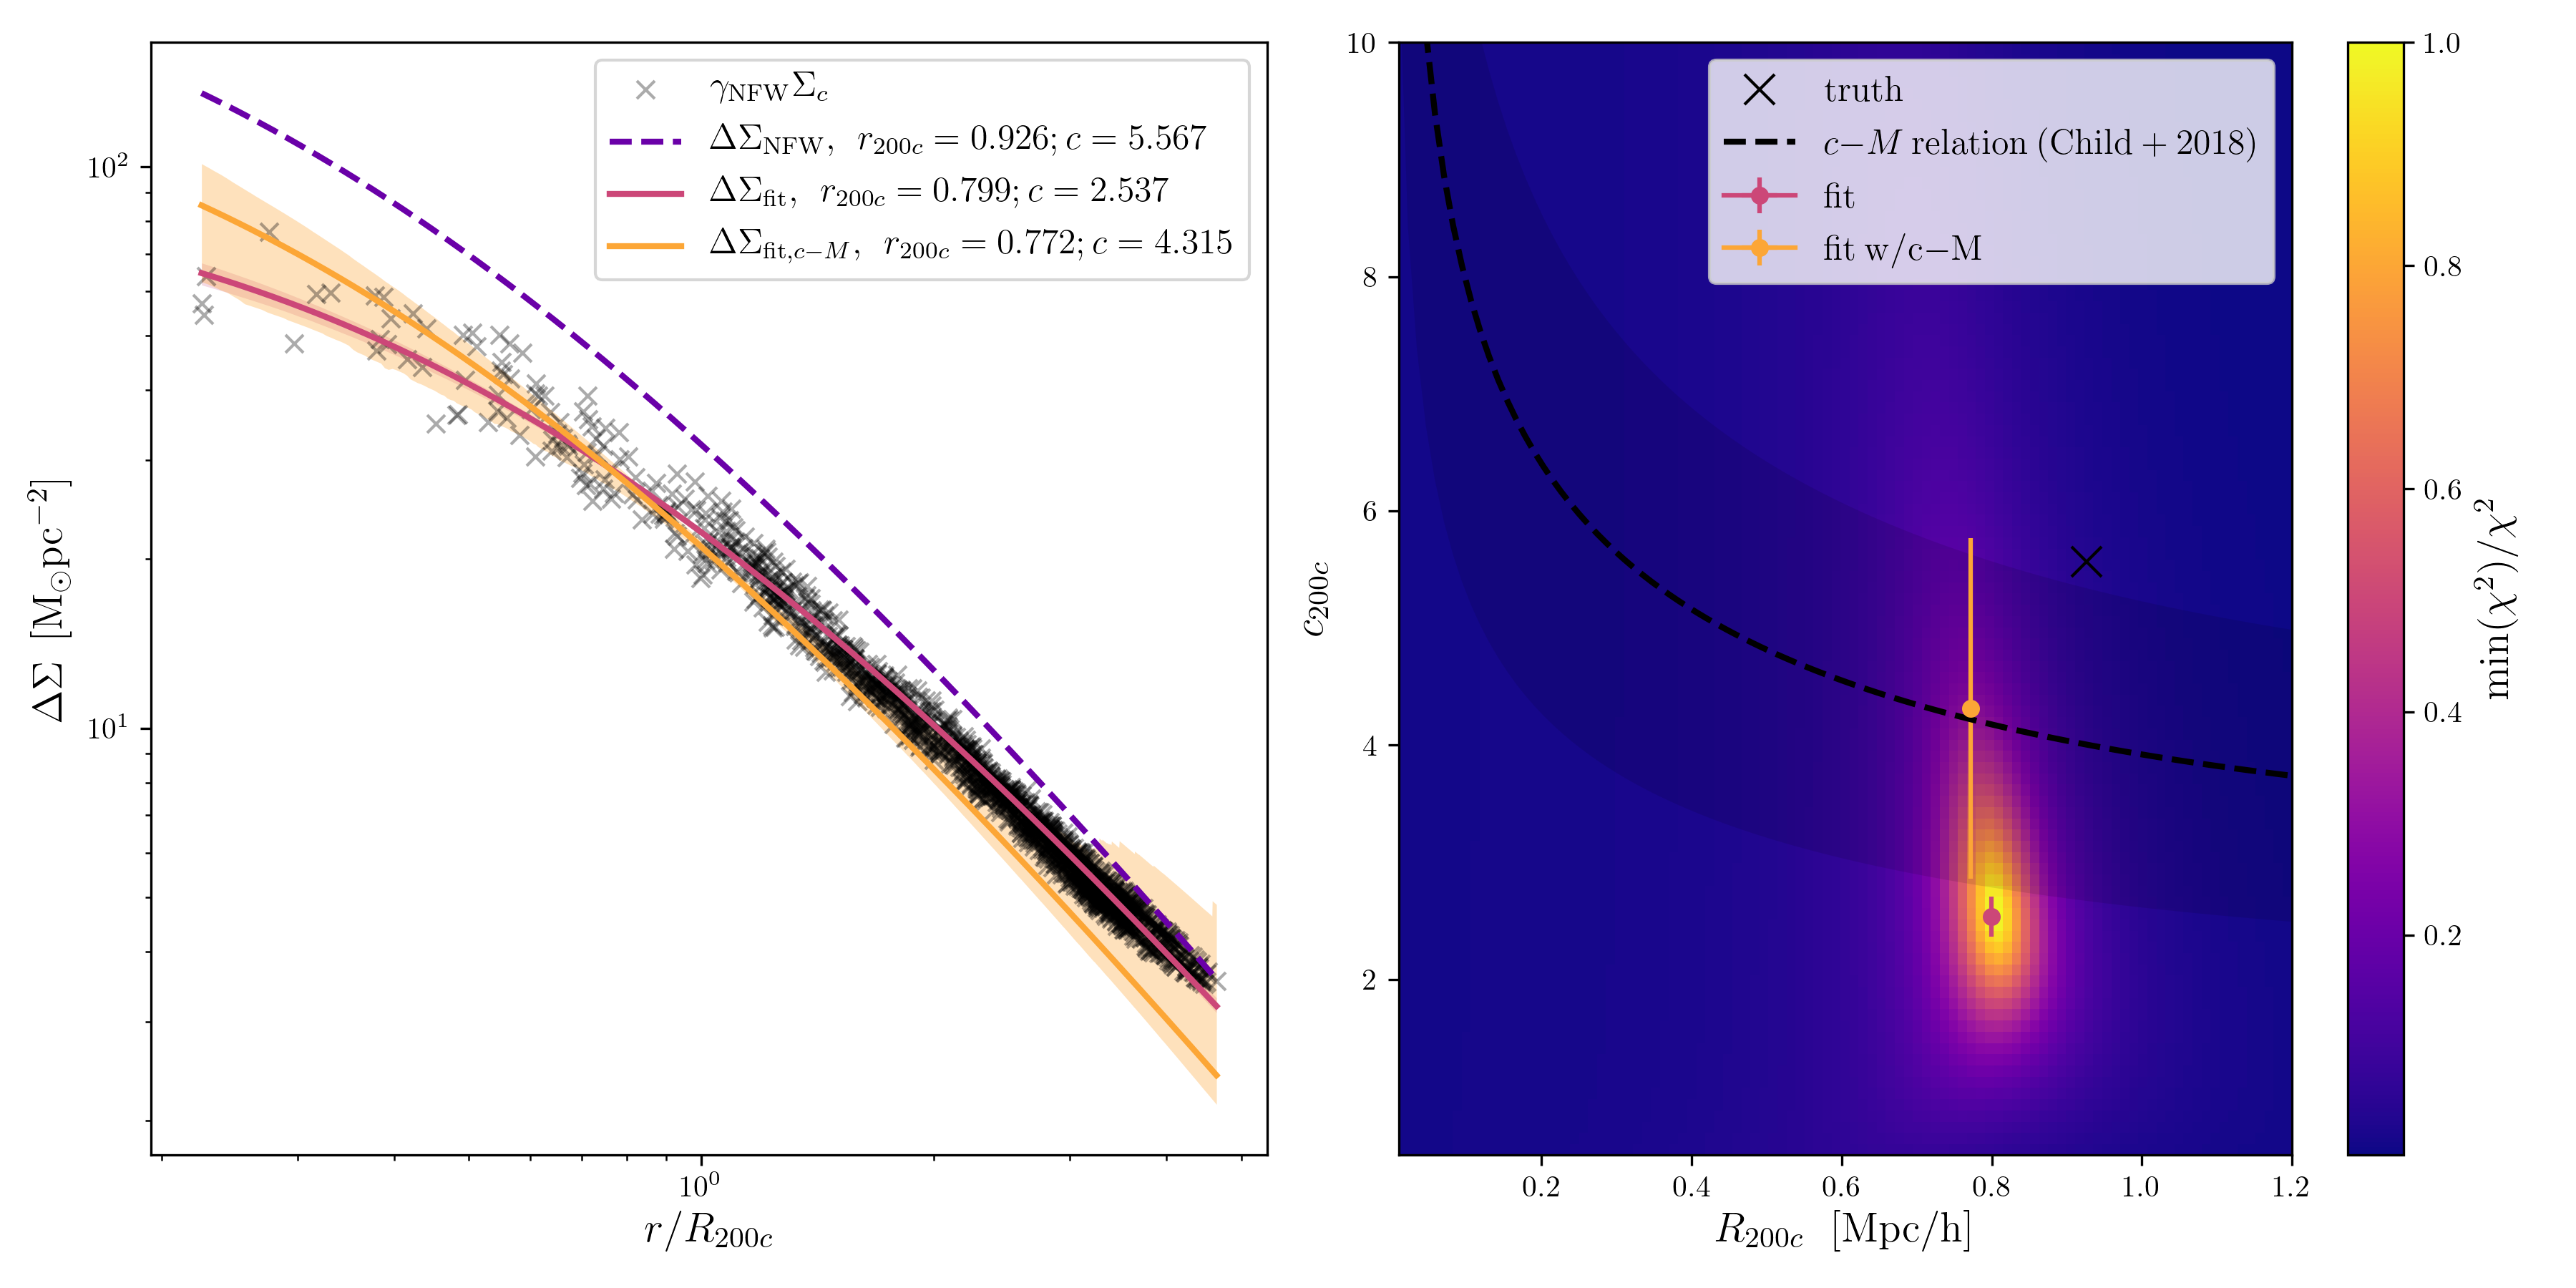 γNFWΣc
ΔΣNFW, r200c = 0.926; c = 5.567
ΔΣfit, r200c = 0.799; c = 2.537
ΔΣfit,c−M, r200c = 0.772; c = 4.315
10²
10¹
ΔΣ [M⊙pc⁻²]
10⁰
r/R200c
truth
c−M relation (Child + 2018)
fit
fit w/c−M
10
8
6
4
2
c200c
0.2 0.4 0.6 0.8 1.0 1.2
R200c [Mpc/h]
1.0
0.8
0.6
0.4
0.2
min(χ²)/χ²